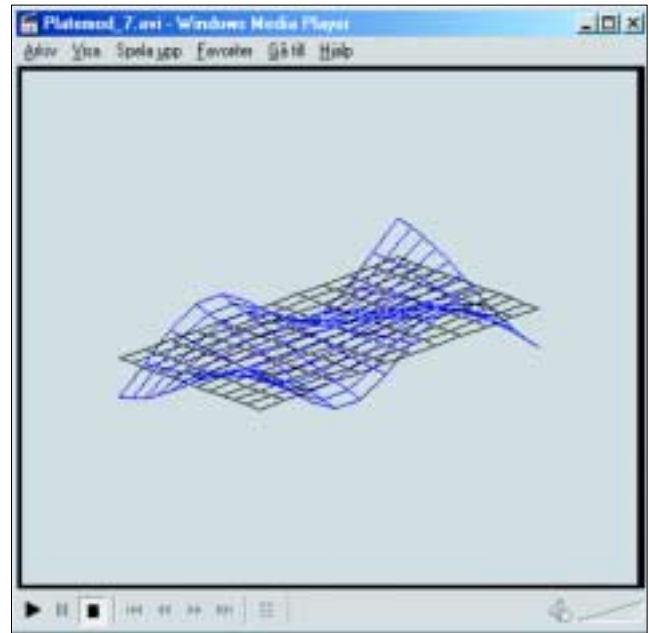 Platemod_7.avi - Windows Media Player
Arkiv Visa Spela upp Favoriter Gå till Hjälp